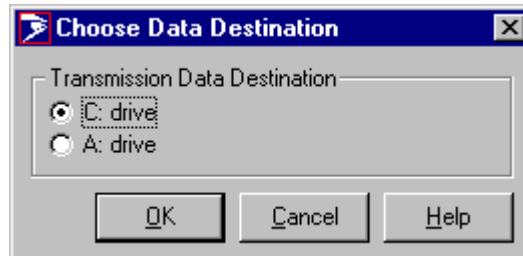 Choose Data Destination
Transmission Data Destination
C: drive
A: drive
OK Cancel Help